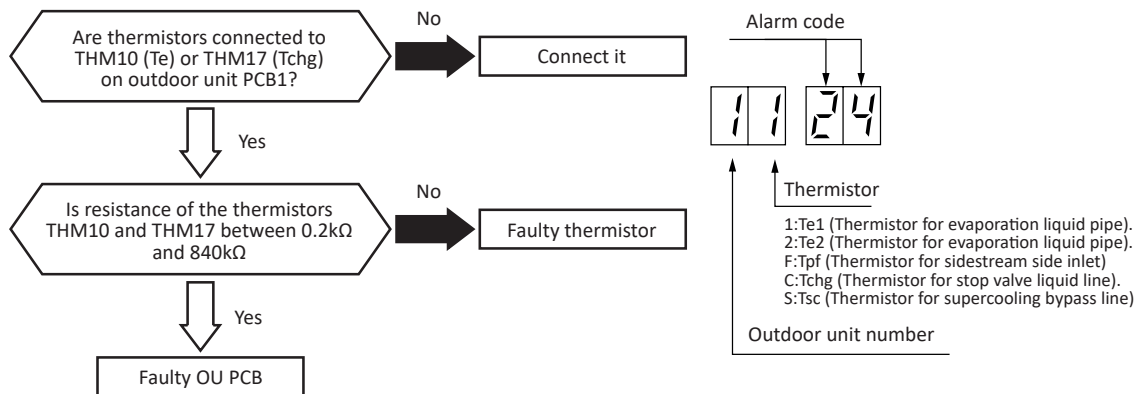 Are thermistors connected to
THM10 (Te) or THM17 (Tchg)
on outdoor unit PCB1?
No
Connect it
Yes
Is resistance of the thermistors
THM10 and THM17 between 0.2kΩ
and 840kΩ
No
Faulty thermistor
Yes
Faulty OU PCB
Alarm code
11 24
Thermistor
1:Te1 (Thermistor for evaporation liquid pipe).
2:Te2 (Thermistor for evaporation liquid pipe).
F:Tpf (Thermistor for sidestream side inlet)
C:Tchg (Thermistor for stop valve liquid line).
S:Tsc (Thermistor for supercooling bypass line)
Outdoor unit number